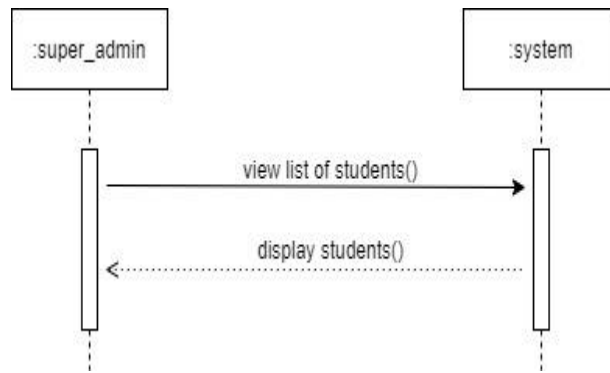 :super_admin
:system
view list of students()
display students()